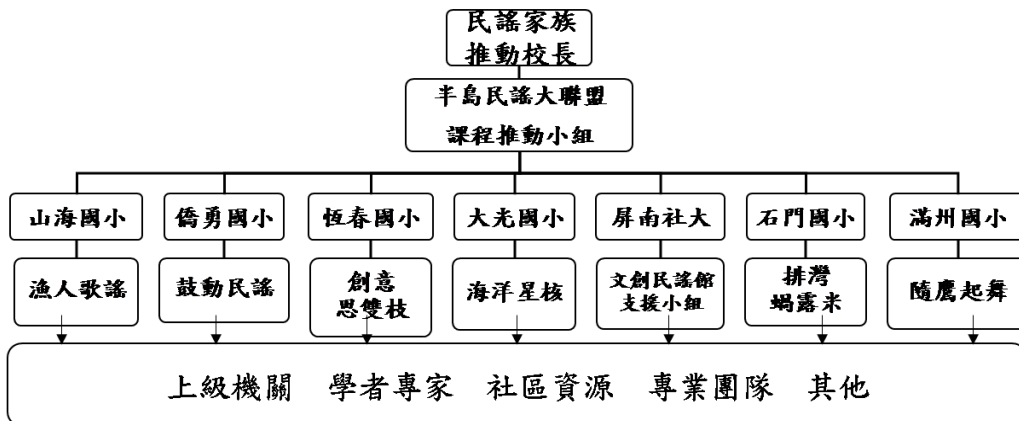 民謠家族
推動校長
半島民謠大聯盟
課程推動小組
山海國小 僑勇國小 恆春國小 大光國小 屏南社大 石門國小 滿州國小
漁人歌謠 鼓動民謠 創意 海洋星核 文創民謠館 排灣 隨鷹起舞
思雙枝 支援小組 蝸露米
上級機關 學者專家 社區資源 專業團隊 其他